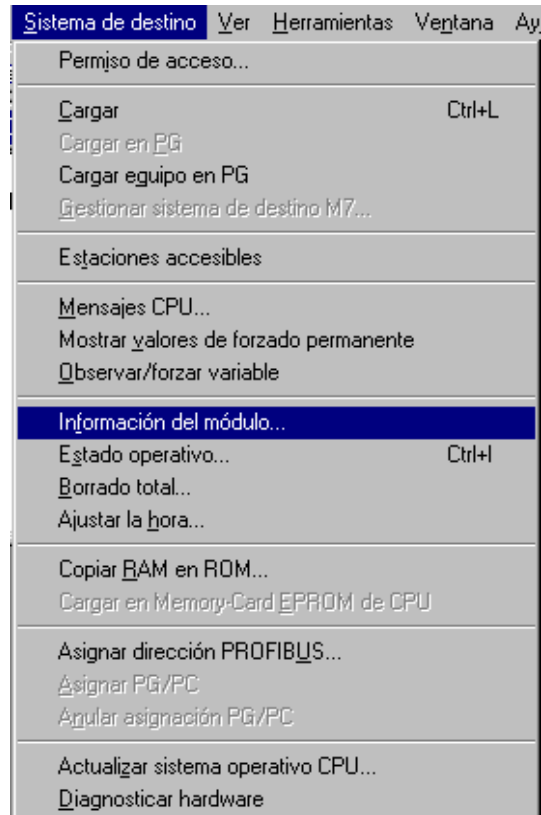 Sistema de destino Ver Herramientas Ventana Ay
Permiso de acceso...
Cargar Ctrl+L
Cargar en PG
Cargar equipo en PG
Gestionar sistema de destino M7...
Estaciones accesibles
Mensajes CPU...
Mostrar valores de forzado permanente
Observar/forzar variable
Información del módulo...
Estado operativo... Ctrl+I
Borrado total...
Ajustar la hora...
Copiar RAM en ROM...
Cargar en Memory-Card EPROM de CPU
Asignar dirección PROFIBUS...
Asignar PG/PC
Anular asignación PG/PC
Actualizar sistema operativo CPU...
Diagnosticar hardware